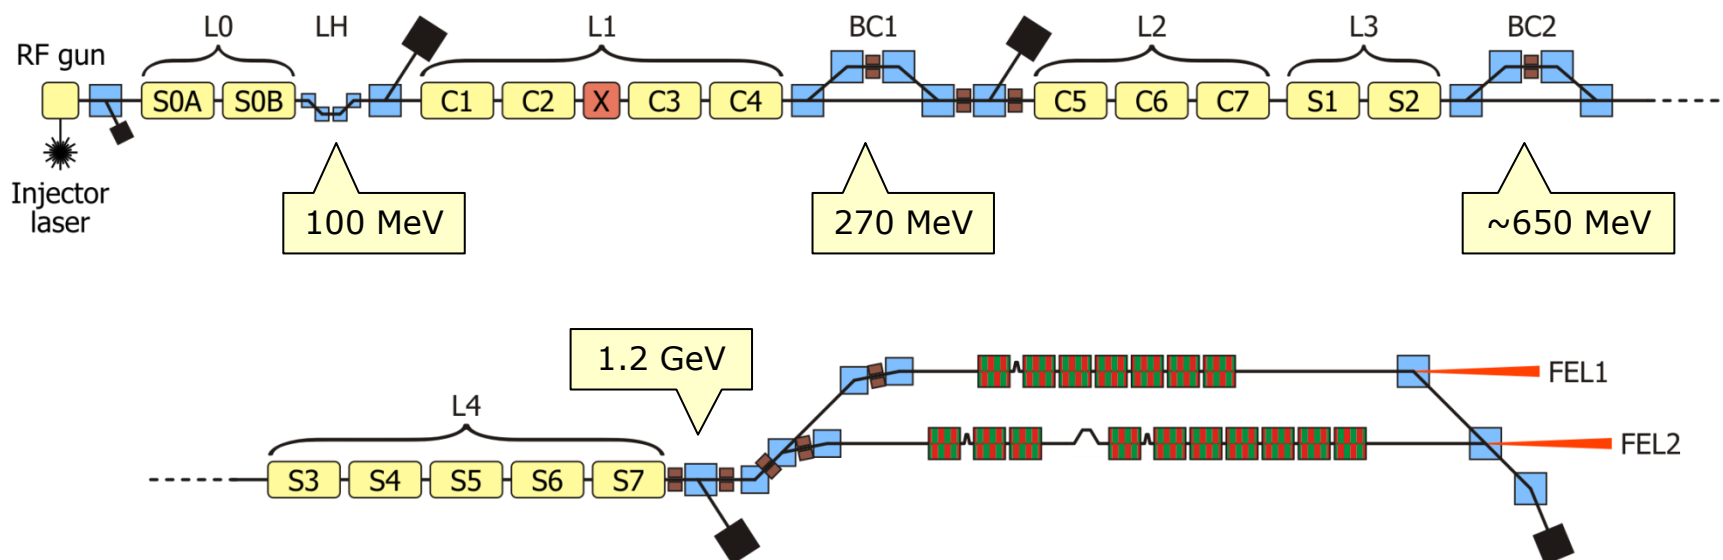 L0 LH L1 BC1 L2 L3 BC2
RF gun
S0A S0B C1 C2 X C3 C4 C5 C6 C7 S1 S2
Injector
laser
100 MeV 270 MeV ~650 MeV
1.2 GeV
FEL1
L4
FEL2
S3 S4 S5 S6 S7